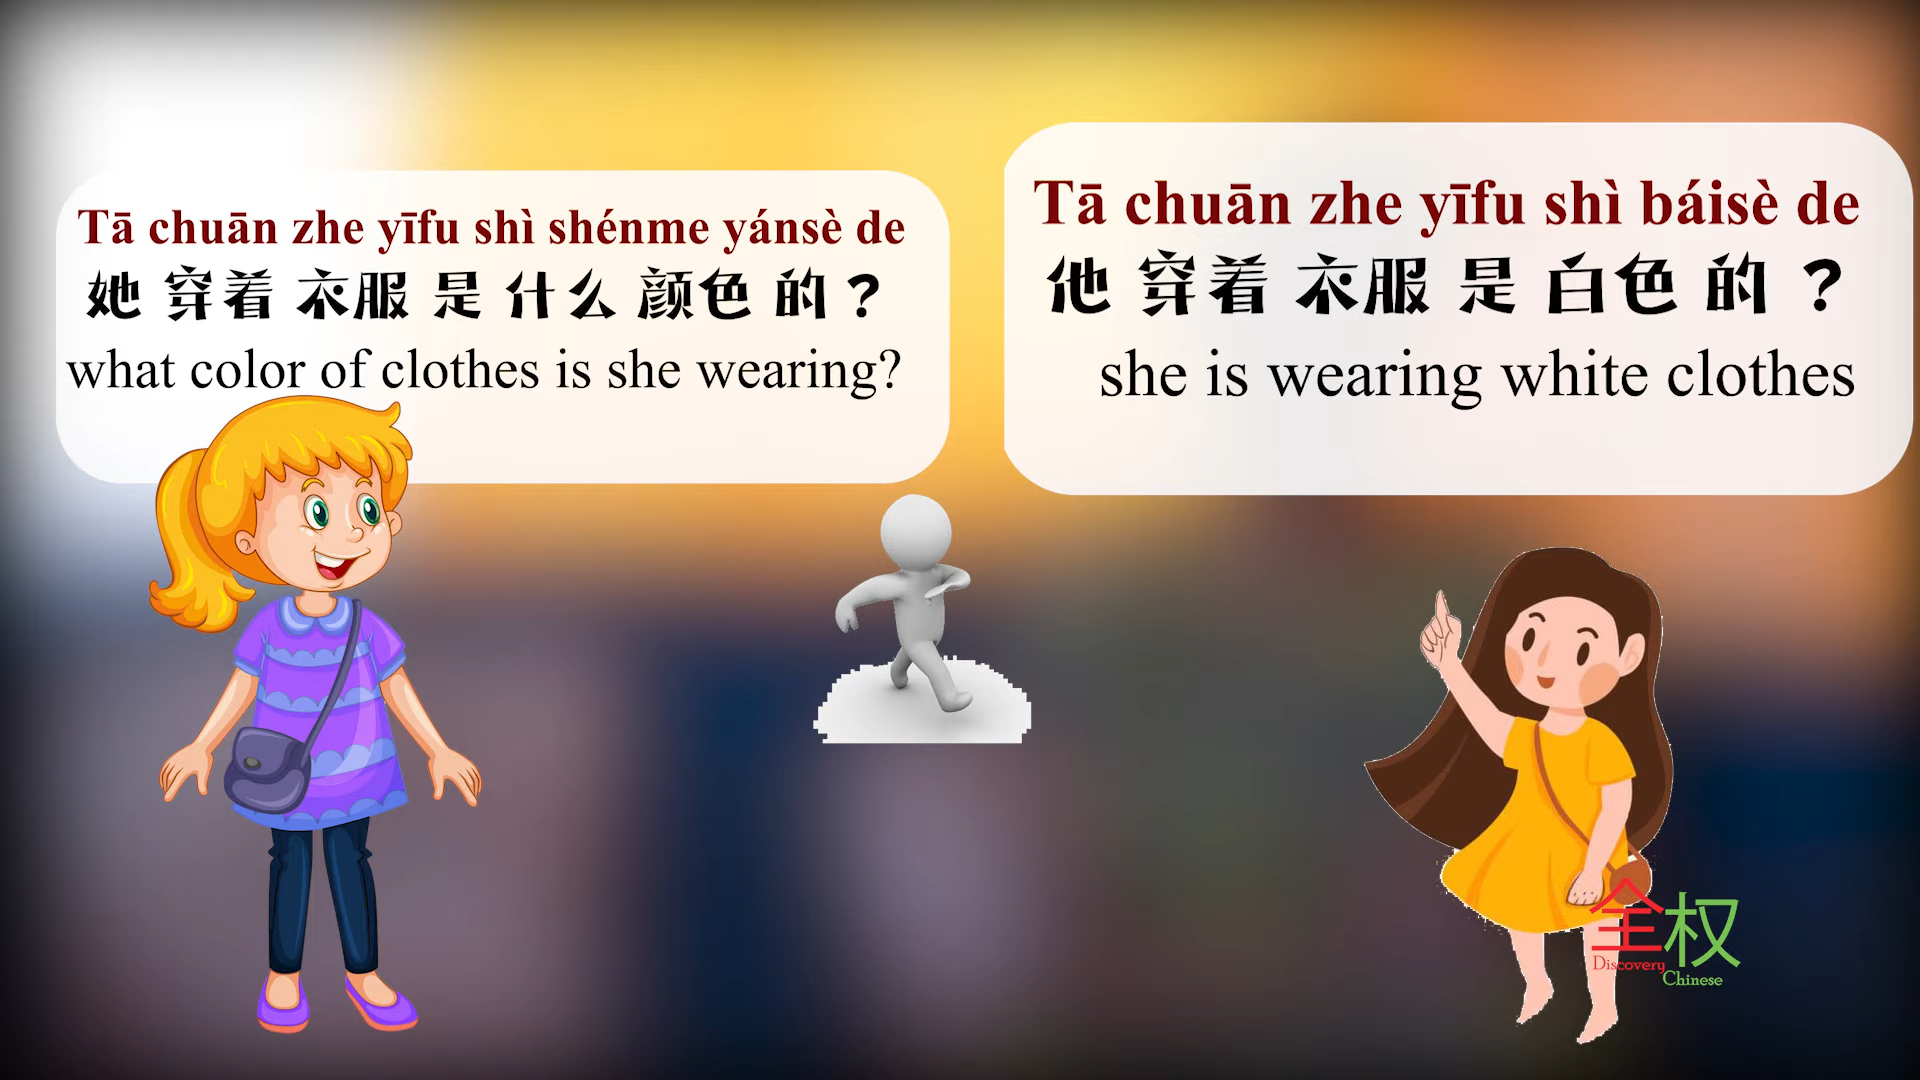 Tā chuān zhe yīfu shì shénme yánsè de
她 穿着 衣服 是 什么 颜色 的？
what color of clothes is she wearing?
Tā chuān zhe yīfu shì báisè de
他 穿着 衣服 是 白色 的 ？
she is wearing white clothes
全权
Discovery
Chinese